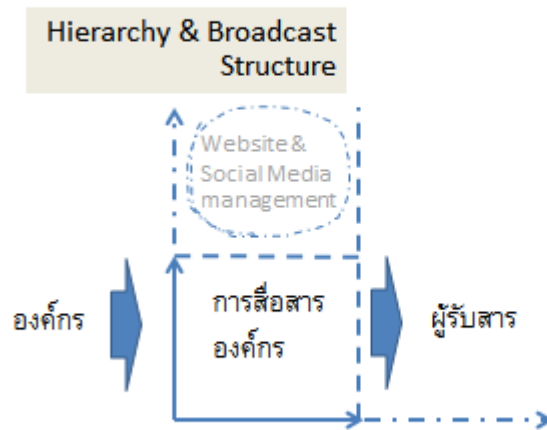 Hierarchy & Broadcast
Structure
Website &
Social Media
management
องค์กร
การสื่อสาร
องค์กร
ผู้รับสาร